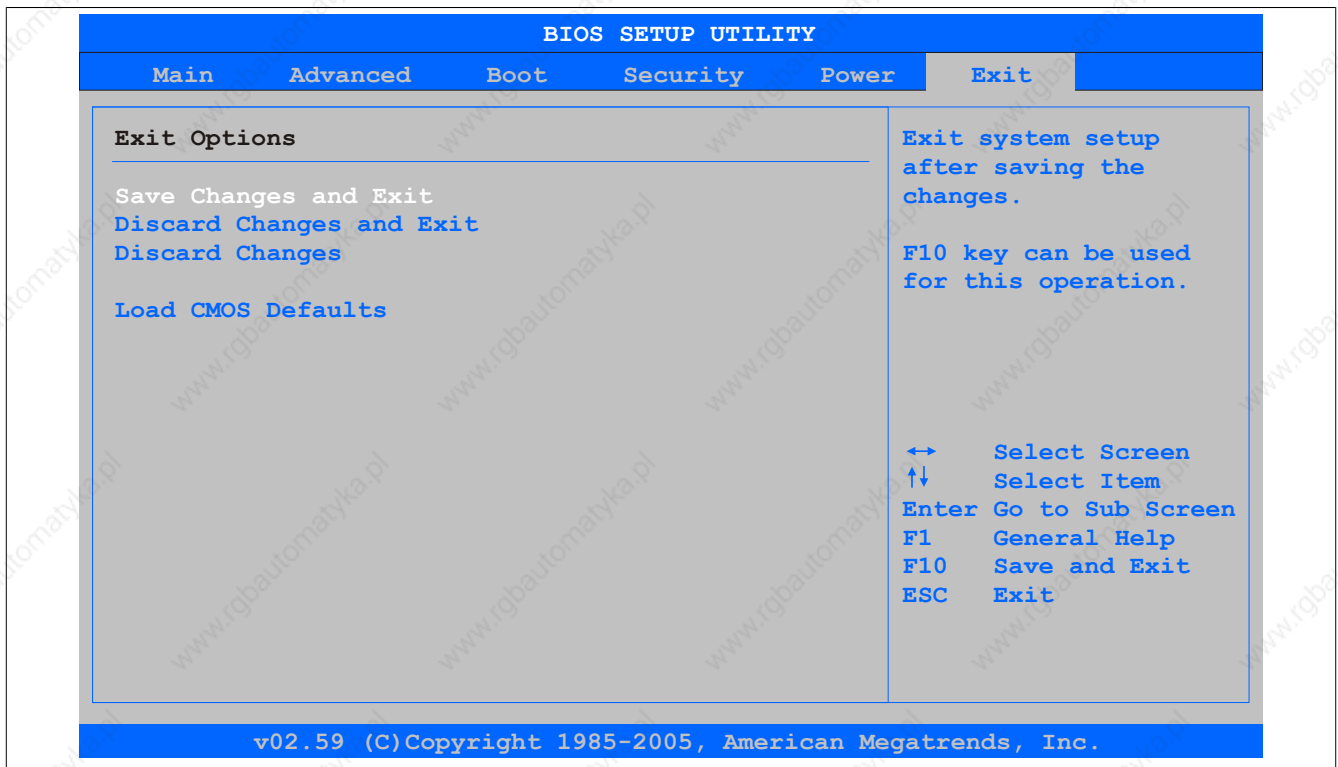 BIOS SETUP UTILITY
Main Advanced Boot Security Power Exit
Exit Options
Save Changes and Exit
Discard Changes and Exit
Discard Changes
Load CMOS Defaults
Exit system setup
after saving the
changes.
F10 key can be used
for this operation.
↔ Select Screen
↑↓ Select Item
Enter Go to Sub Screen
F1 General Help
F10 Save and Exit
ESC Exit
v02.59 (C)Copyright 1985-2005, American Megatrends, Inc.
www.rgbautomatyka.pl